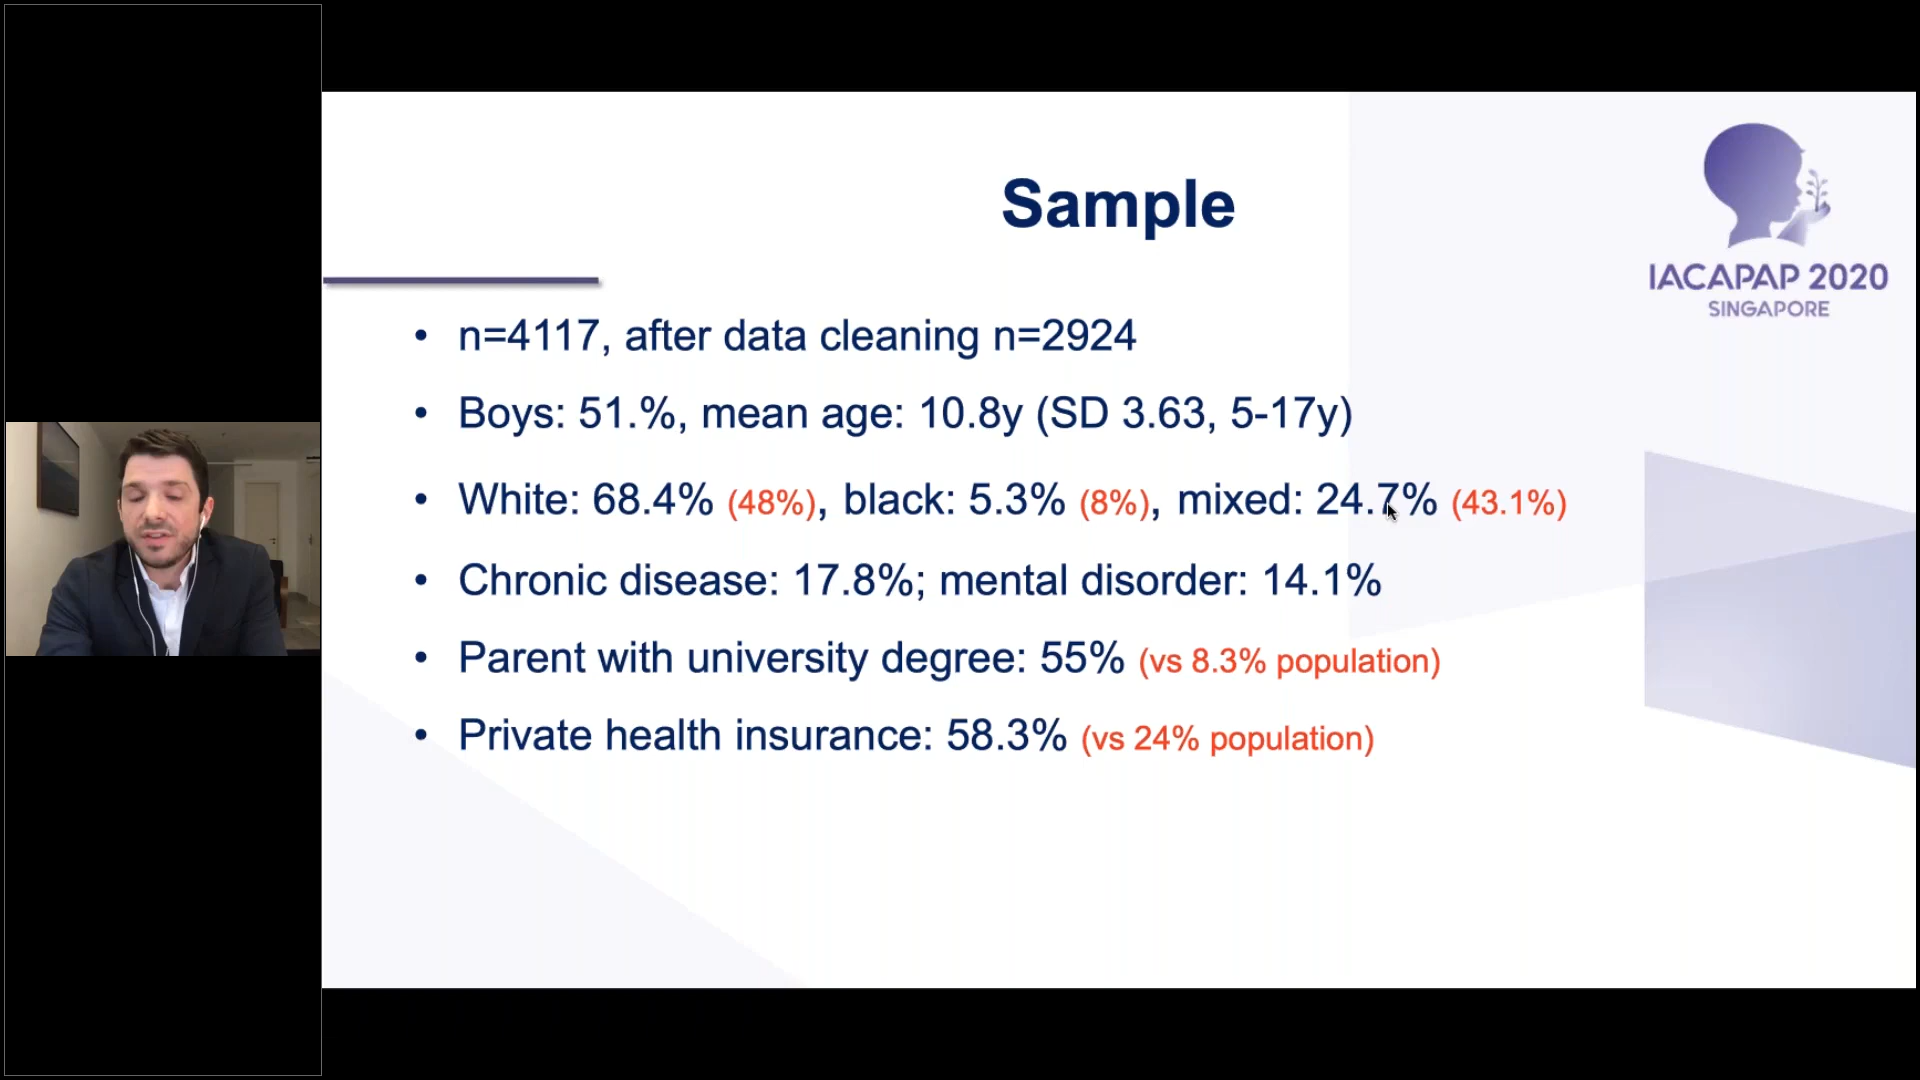 Sample
IACAPAP 2020
SINGAPORE
• n=4117, after data cleaning n=2924
• Boys: 51.%, mean age: 10.8y (SD 3.63, 5-17y)
• White: 68.4% (48%), black: 5.3% (8%), mixed: 24.7% (43.1%)
• Chronic disease: 17.8%; mental disorder: 14.1%
• Parent with university degree: 55% (vs 8.3% population)
• Private health insurance: 58.3% (vs 24% population)